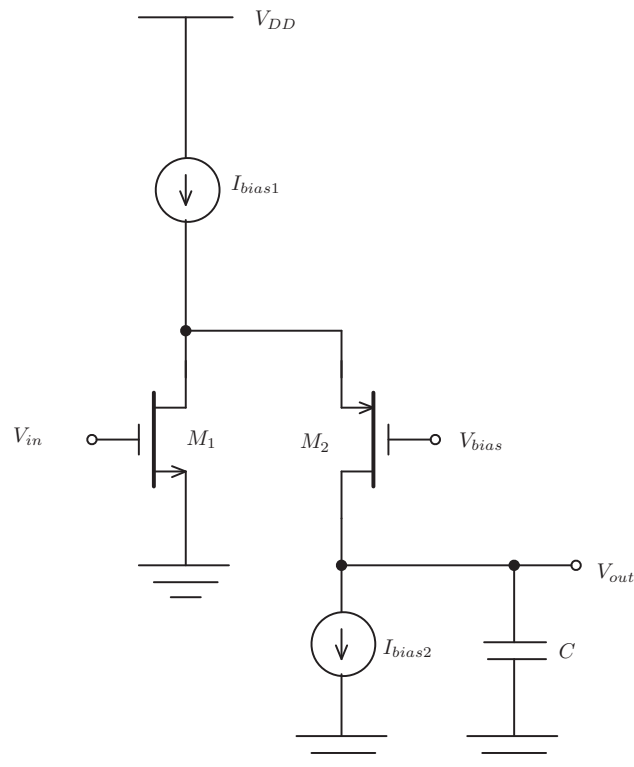 V_{DD}
I_{bias1}
V_{in}
M_1
M_2
V_{bias}
V_{out}
I_{bias2}
C